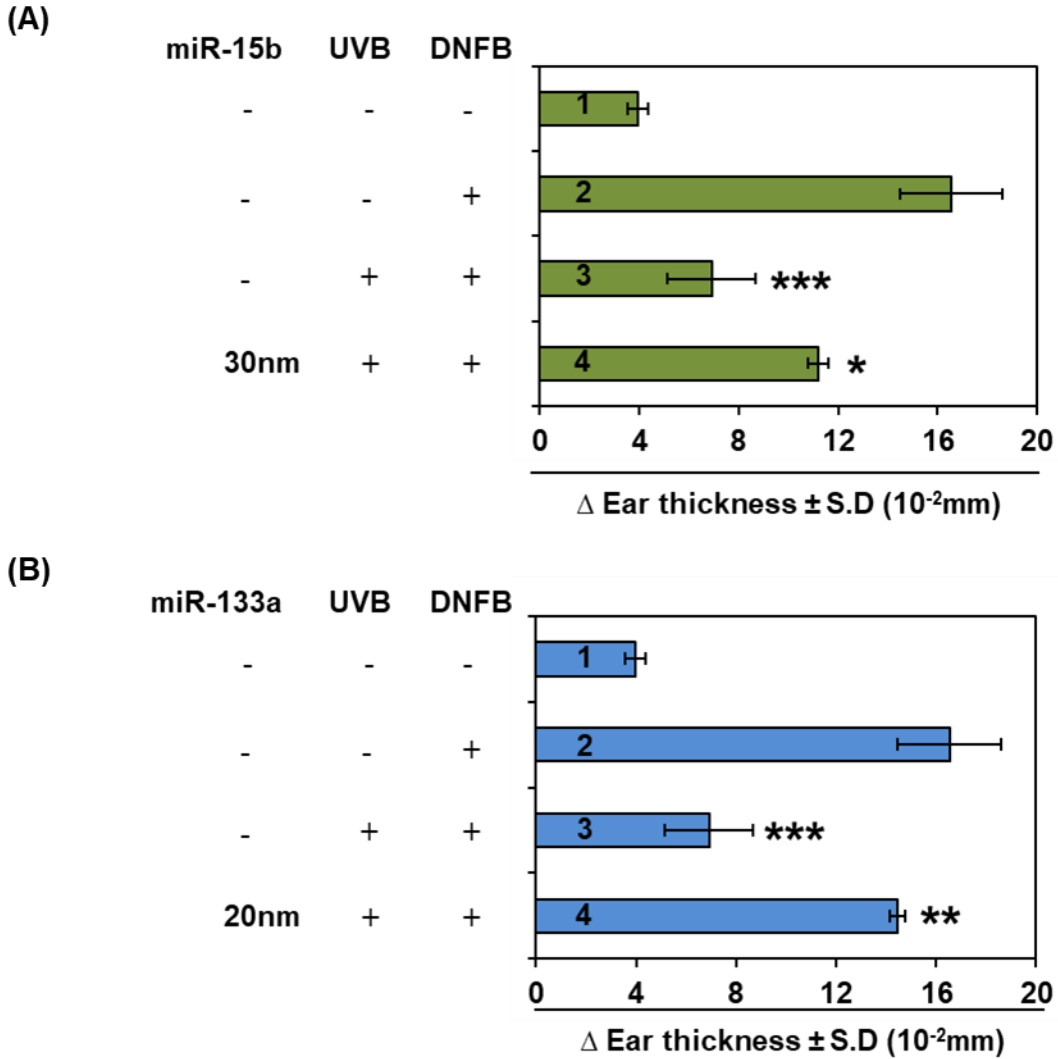 (A)
miR-15b UVB DNFB
- - - 1
- - + 2
- + + 3 ***
30nm + + 4 *
0 4 8 12 16 20
Δ Ear thickness ± S.D (10⁻²mm)
(B)
miR-133a UVB DNFB
- - - 1
- - + 2
- + + 3 ***
20nm + + 4 **
0 4 8 12 16 20
Δ Ear thickness ± S.D (10⁻²mm)